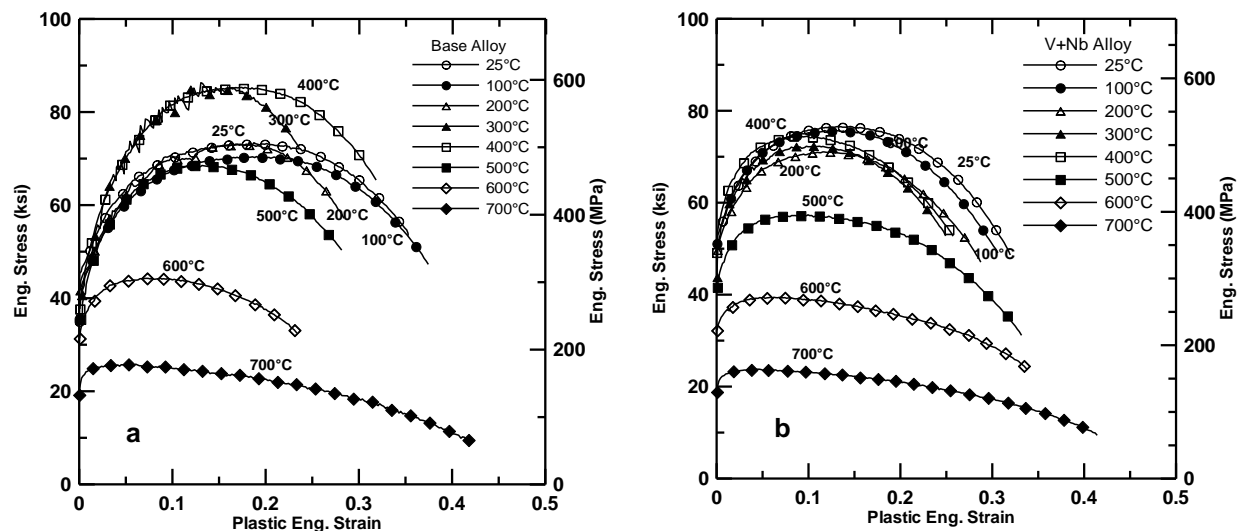 100
80
60
40
20
0
Eng. Stress (ksi)
0
0.1
0.2
0.3
0.4
0.5
Plastic Eng. Strain
600
400
200
0
Eng. Stress (MPa)
Base Alloy
25°C
100°C
200°C
300°C
400°C
500°C
600°C
700°C
400°C
300°C
25°C
500°C
200°C
100°C
600°C
700°C
a
100
80
60
40
20
0
Eng. Stress (ksi)
0
0.1
0.2
0.3
0.4
0.5
Plastic Eng. Strain
600
400
200
0
Eng. Stress (MPa)
V+Nb Alloy
25°C
100°C
200°C
300°C
400°C
500°C
600°C
700°C
400°C
25°C
200°C
100°C
500°C
600°C
700°C
b